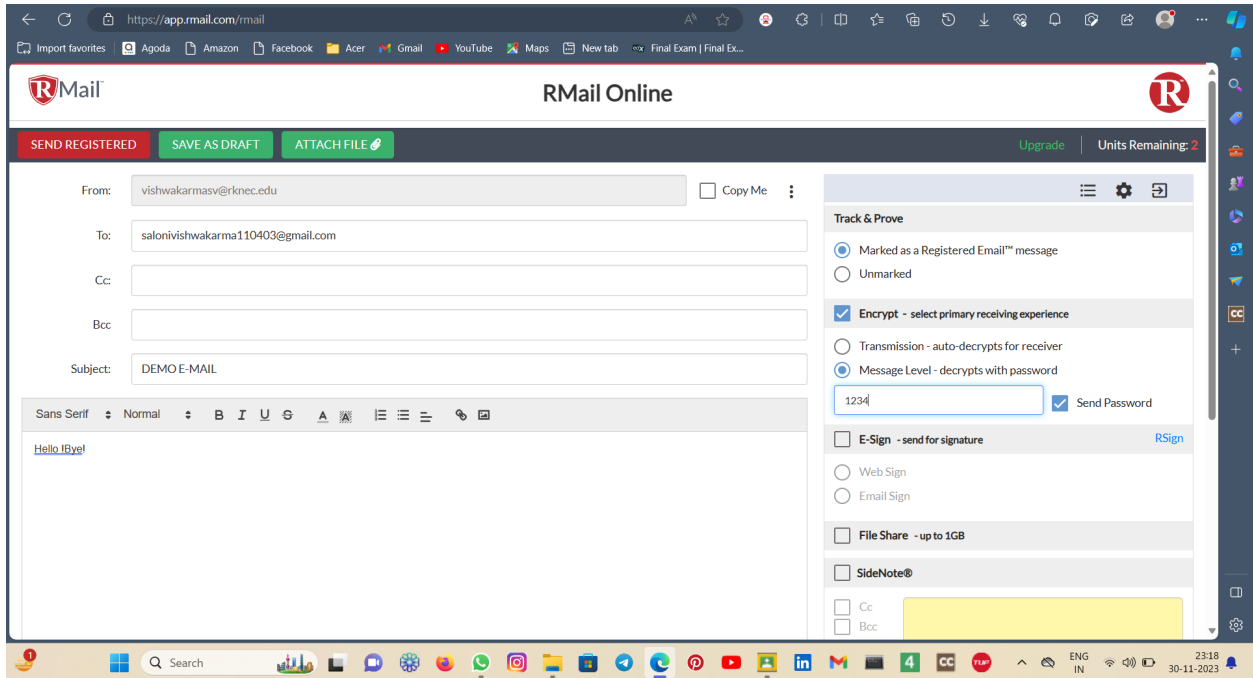 https://app.rmail.com/rmail
Import favorites Agoda Amazon Facebook Acer Gmail YouTube Maps New tab Final Exam | Final Ex...
RMail™
RMail Online
R
SEND REGISTERED SAVE AS DRAFT ATTACH FILE Upgrade Units Remaining: 2
From: vishwakarmasv@rknec.edu Copy Me
To: salonivishwakarma110403@gmail.com
Cc:
Bcc
Subject: DEMO E-MAIL
Sans Serif Normal B I U S A A
Hello !Bye!
Track & Prove
Marked as a Registered Email™ message
Unmarked
Encrypt - select primary receiving experience
Transmission - auto-decrypts for receiver
Message Level - decrypts with password
1234 Send Password
E-Sign - send for signature RSign
Web Sign
Email Sign
File Share - up to 1GB
SideNote®
Cc
Bcc
CC
1
Search
4
CC
ENG
IN
23:18
30-11-2023